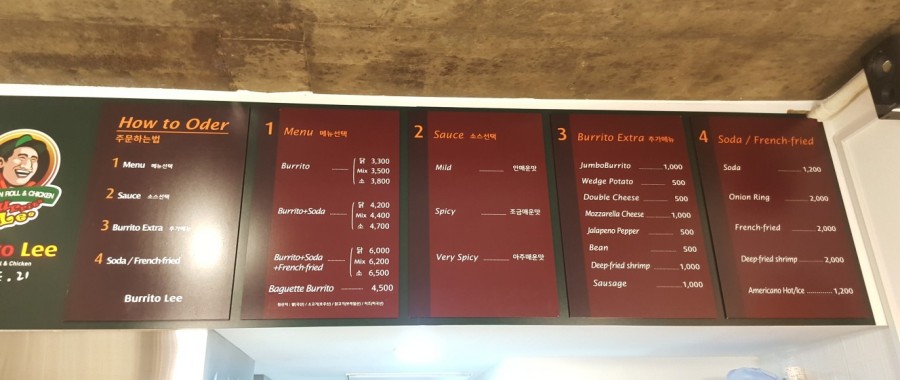 ROLL & CHICKEN
Lee
& Chicken
How to Oder
주문하는법
1 Menu 메뉴선택
2 Sauce 소스선택
3 Burrito Extra 추가메뉴
4 Soda / French-fried
Burrito Lee
1 Menu 메뉴선택
Burrito
닭 3,300
Mix 3,500
소 3,800
Burrito+Soda
닭 4,200
Mix 4,400
소 4,700
Burrito+Soda
+French-fried
닭 6,000
Mix 6,200
소 6,500
Baguette Burrito 4,500
2 Sauce 소스선택
Mild 안매운맛
Spicy 조금매운맛
Very Spicy 아주매운맛
3 Burrito Extra 추가메뉴
JumboBurrito 1,000
Wedge Potato 500
Double Cheese 500
Mozzarella Cheese 1,000
Jalapeno Pepper 500
Bean 500
Deep-fried shrimp 1,000
Sausage 1,000
4 Soda / French-fried
Soda 1,200
Onion Ring 2,000
French-fried 2,000
Deep-fried shrimp 2,000
Americano Hot/Ice 1,200